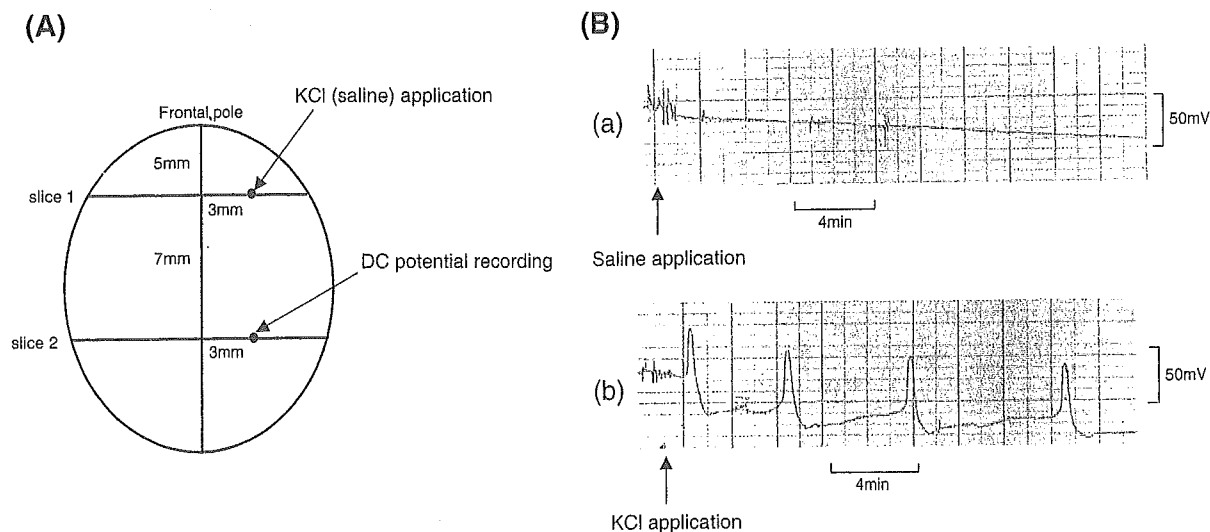 (A)
KCl (saline) application
Frontal pole
5mm
slice 1
3mm
7mm
DC potential recording
slice 2
3mm
(B)
(a)
50mV
4min
Saline application
(b)
50mV
4min
KCl application